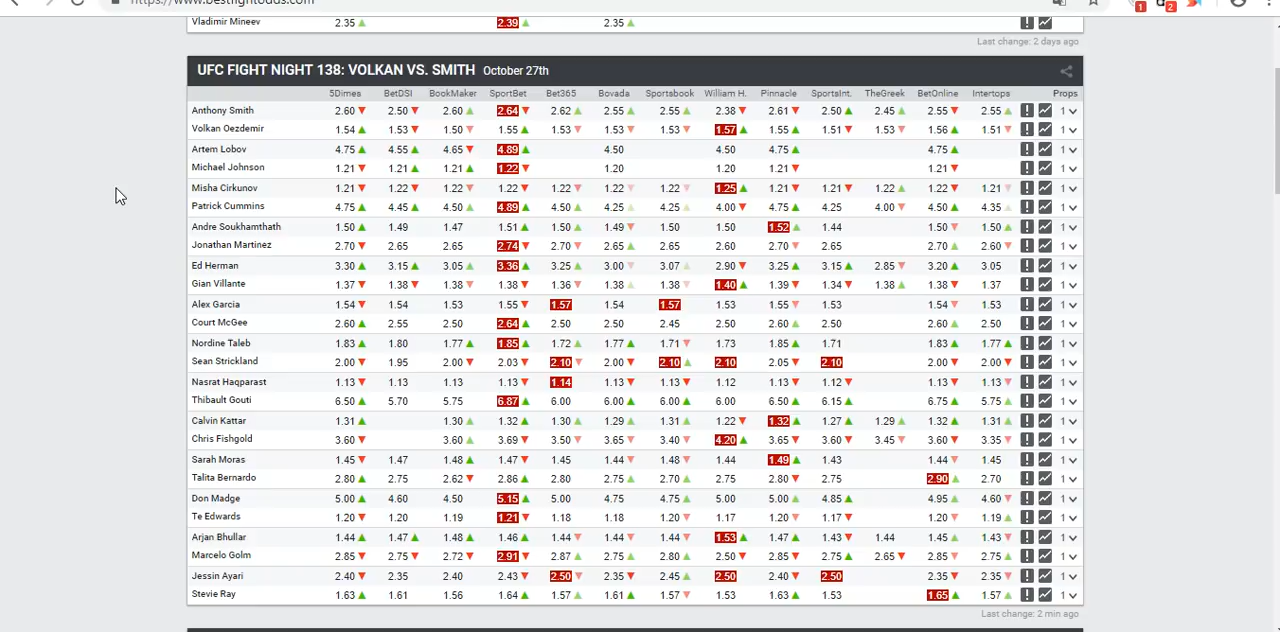 https://www.bestfightodds.com
1 2
Vladimir Mineev 2.35 2.39 2.35
Last change: 2 days ago
UFC FIGHT NIGHT 138: VOLKAN VS. SMITH October 27th
5Dimes BetDSI BookMaker SportBet Bet365 Bovada Sportsbook William H. Pinnacle SportsInt. TheGreek BetOnline Intertops Props
Anthony Smith 2.60▼ 2.50▼ 2.60▲ 2.64▼ 2.62▲ 2.55▲ 2.55▲ 2.38▼ 2.61▼ 2.50▲ 2.45▲ 2.55▼ 2.55▲ 1
Volkan Oezdemir 1.54▲ 1.53▼ 1.50▼ 1.55▲ 1.53▼ 1.53▼ 1.53▼ 1.57▲ 1.55▲ 1.51▼ 1.53▼ 1.56▲ 1.51▼ 1
Artem Lobov 4.75▲ 4.55▲ 4.65▼ 4.89▲ 4.50 4.50 4.75▲ 4.75▲ 1
Michael Johnson 1.21▼ 1.21▲ 1.21▲ 1.22▼ 1.20 1.20 1.21▼ 1.21▼ 1
Misha Cirkunov 1.21▼ 1.22▼ 1.22▼ 1.22▼ 1.22▼ 1.22▼ 1.22▼ 1.25▲ 1.21▼ 1.21▼ 1.22▲ 1.22▼ 1.21▼ 1
Patrick Cummins 4.75▲ 4.45▲ 4.50▲ 4.89▲ 4.50▲ 4.25▲ 4.25▲ 4.00▼ 4.75▲ 4.25 4.00▼ 4.50▲ 4.35▲ 1
Andre Soukhamthath 1.50▲ 1.49 1.47 1.51▲ 1.50▲ 1.49▼ 1.50 1.50 1.52▲ 1.44 1.50▼ 1.50▲ 1
Jonathan Martinez 2.70▼ 2.65 2.65 2.74▼ 2.70▼ 2.65▲ 2.65 2.60 2.70▼ 2.65 2.70▲ 2.60▼ 1
Ed Herman 3.30▲ 3.15▲ 3.05▲ 3.36▲ 3.25▲ 3.00▼ 3.07▲ 2.90▼ 3.25▲ 3.15▲ 2.85▼ 3.20▲ 3.05 1
Gian Villante 1.37▼ 1.38▼ 1.38▼ 1.38▼ 1.36▼ 1.38▲ 1.38▼ 1.40▲ 1.39▼ 1.34▼ 1.38▲ 1.38▼ 1.37 1
Alex Garcia 1.54▼ 1.54 1.53 1.55▼ 1.57 1.54 1.57 1.53 1.55▼ 1.53 1.54▼ 1.50▼ 1
Court McGee 2.60▲ 2.55 2.50 2.64▲ 2.50 2.50 2.45 2.50 2.60▲ 2.50 2.60▲ 2.50 1
Nordine Taleb 1.83▲ 1.80 1.77▲ 1.85▲ 1.72▲ 1.77▲ 1.71▼ 1.73 1.85▲ 1.71 1.83▲ 1.77▲ 1
Sean Strickland 2.00▼ 1.95 2.00▼ 2.03▼ 2.10▼ 2.00▼ 2.10▲ 2.10 2.05▼ 2.10 2.00▼ 2.00▼ 1
Nasrat Haqparast 1.13▼ 1.13 1.13 1.13▼ 1.14 1.13▼ 1.13▼ 1.12 1.13▼ 1.12▼ 1.13▼ 1.13▼ 1
Thibault Gouti 6.50▲ 5.70 5.75 6.87▲ 6.00 6.00▲ 6.00▲ 6.00 6.50▲ 6.15▲ 6.75▲ 5.75▲ 1
Calvin Kattar 1.31▲ 1.30▲ 1.32▲ 1.30▲ 1.29▲ 1.31▲ 1.22▼ 1.32▲ 1.27▲ 1.29▲ 1.32▲ 1.31▲ 1
Chris Fishgold 3.60▼ 3.60▲ 3.69▼ 3.50▼ 3.65▼ 3.40▼ 4.20▲ 3.65▼ 3.60▼ 3.45▼ 3.60▼ 3.35▼ 1
Sarah Moras 1.45▼ 1.47 1.48▲ 1.47▼ 1.45 1.44▼ 1.48▼ 1.44 1.49▲ 1.43 1.44▼ 1.45 1
Talita Bernardo 2.80▲ 2.75 2.62▼ 2.86▲ 2.80 2.75▲ 2.70▲ 2.75 2.80▼ 2.75 2.90▲ 2.70 1
Don Madge 5.00▲ 4.60 4.50 5.15▲ 5.00 4.75 4.75▲ 5.00 5.00▲ 4.85▲ 4.95▲ 4.60▼ 1
Te Edwards 1.20▼ 1.20 1.19 1.21▼ 1.18 1.18 1.20▼ 1.17 1.20▼ 1.17▼ 1.20▼ 1.19▲ 1
Arjan Bhullar 1.44▲ 1.47▲ 1.48▲ 1.46▲ 1.44▼ 1.44▼ 1.44▼ 1.53▲ 1.47▲ 1.43▼ 1.44 1.45▲ 1.43▼ 1
Marcelo Golm 2.85▼ 2.75▼ 2.72▼ 2.91▼ 2.87▲ 2.75▲ 2.80▲ 2.50▼ 2.85▼ 2.75▲ 2.65▼ 2.85▼ 2.75▲ 1
Jessin Ayari 2.40▼ 2.35 2.40 2.43▼ 2.50▼ 2.35▼ 2.45▲ 2.50 2.40▼ 2.50 2.35▼ 2.35▼ 1
Stevie Ray 1.63▲ 1.61 1.56 1.64▲ 1.57▲ 1.61▲ 1.57▼ 1.53 1.63▲ 1.53 1.65▲ 1.57▲ 1
Last change: 2 min ago